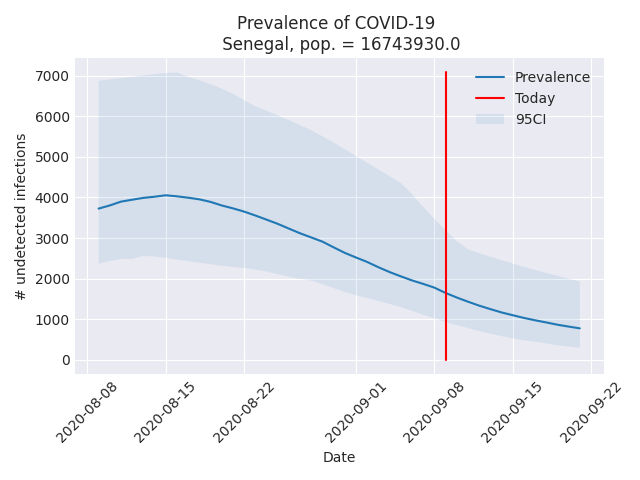 Prevalence of COVID-19
Senegal, pop. = 16743930.0
Prevalence
Today
95CI
7000
6000
5000
4000
3000
2000
1000
0
# undetected infections
2020-08-08
2020-08-15
2020-08-22
2020-09-01
2020-09-08
2020-09-15
2020-09-22
Date